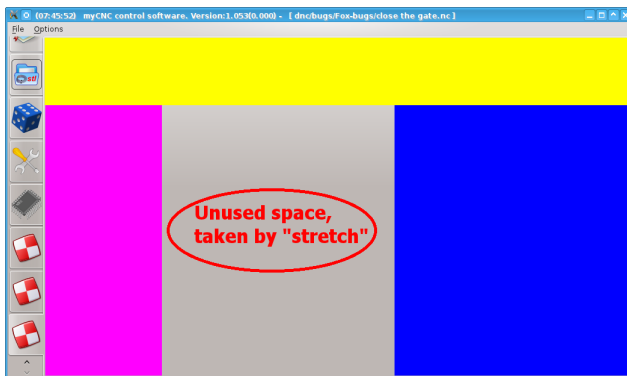 (07:45:52) myCNC control software. Version:1.053(0.000) - [ dnc/bugs/Fox-bugs/close the gate.nc ]
File Options
stl
Unused space,
taken by "stretch"